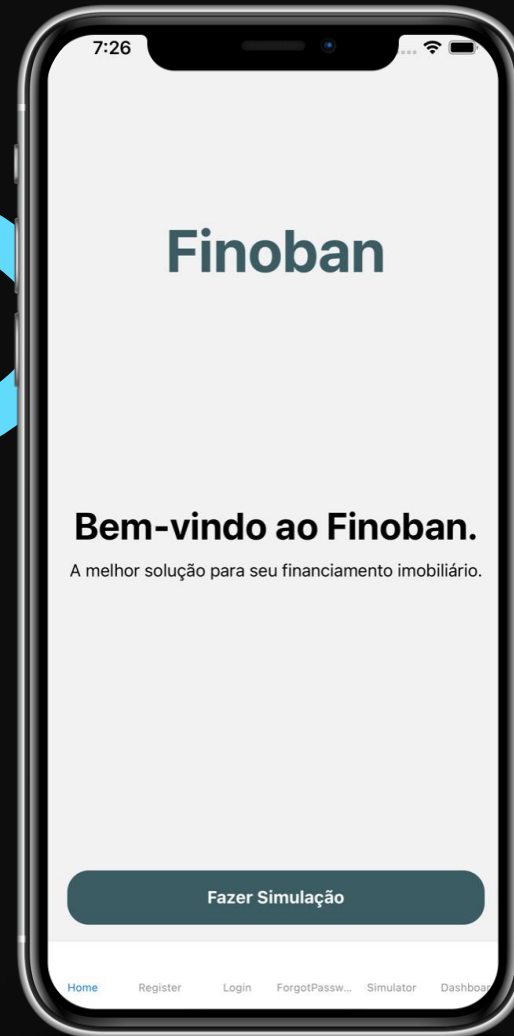 7:26
Finoban
Bem-vindo ao Finoban.
A melhor solução para seu financiamento imobiliário.
Fazer Simulação
Home Register Login ForgotPassw... Simulator Dashboar